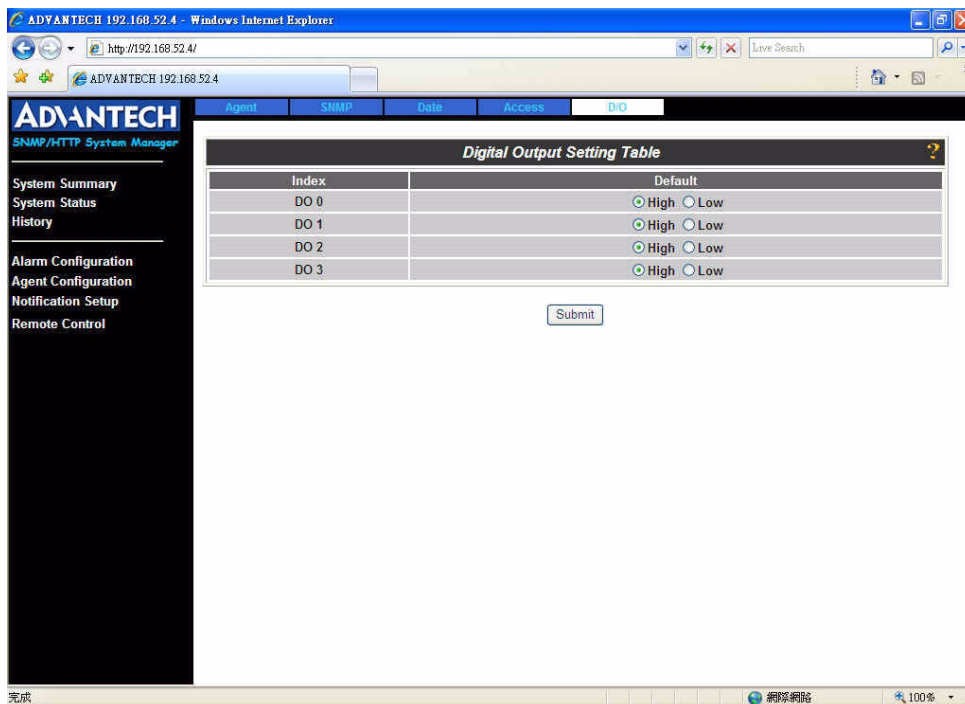 ADVANTECH 192.168.52.4 - Windows Internet Explorer
http://192.168.52.4/
Live Search
ADVANTECH 192.168.52.4
ADVANTECH
SNMP/HTTP System Manager
Agent SNMP Date Access D/O
System Summary
System Status
History
Alarm Configuration
Agent Configuration
Notification Setup
Remote Control
Digital Output Setting Table ?
Index Default
DO 0 High Low
DO 1 High Low
DO 2 High Low
DO 3 High Low
Submit
完成 網際網路 100%